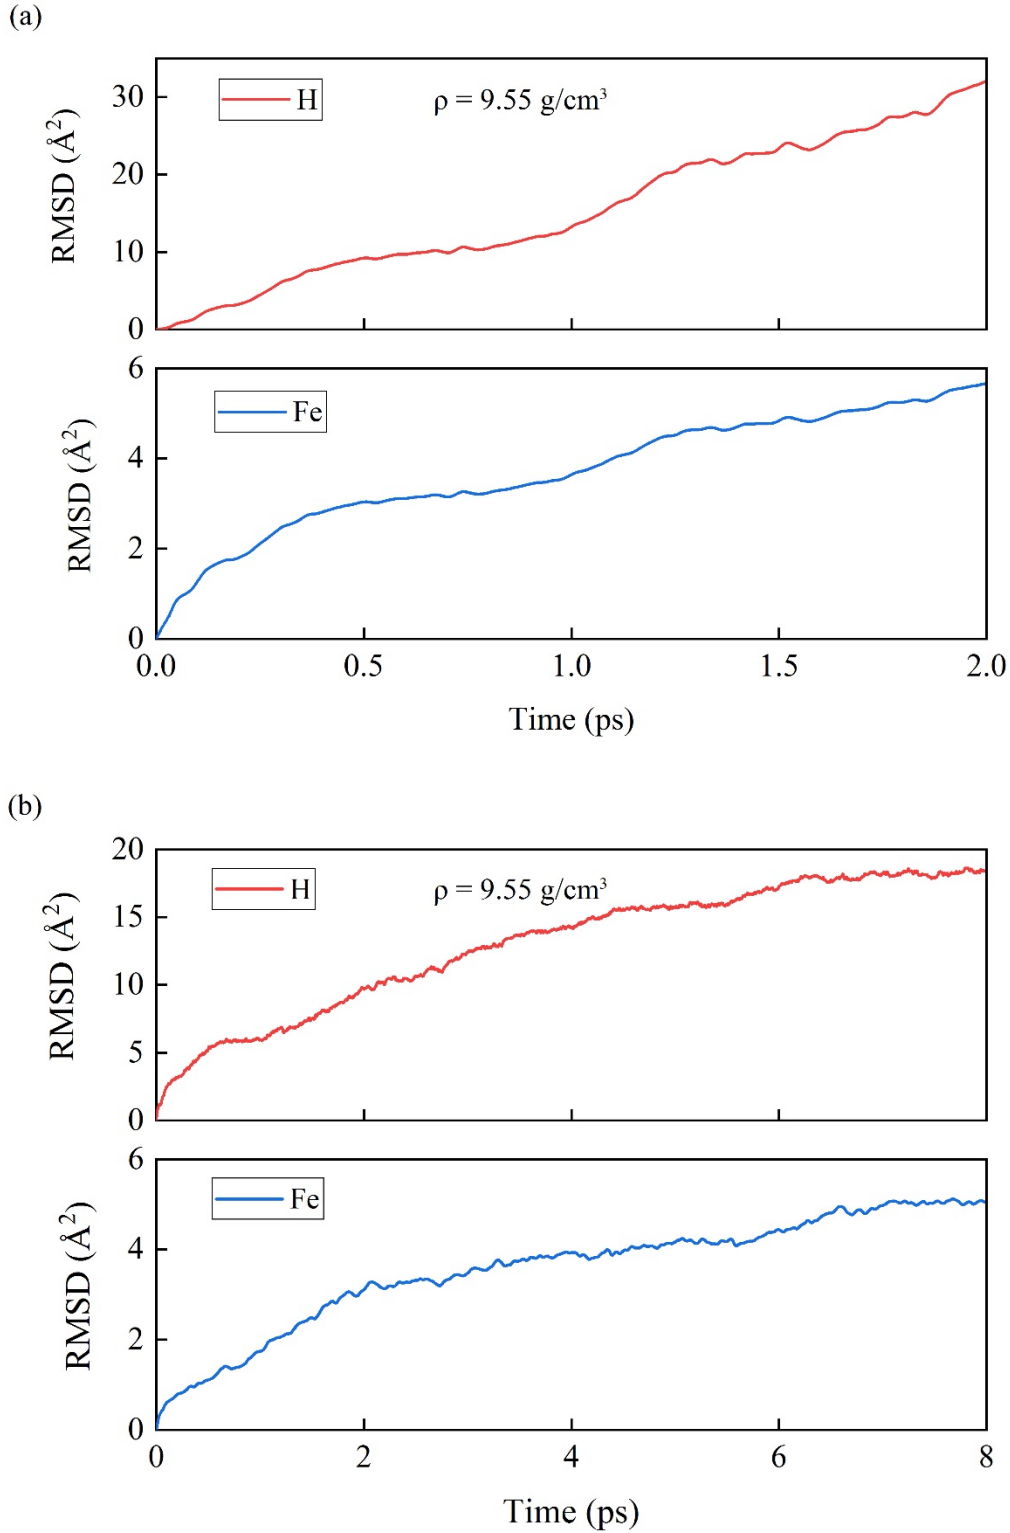 (a)
30
20
10
0
RMSD (Å²)
H
ρ = 9.55 g/cm³
6
4
2
0
RMSD (Å²)
Fe
0.0 0.5 1.0 1.5 2.0
Time (ps)
(b)
20
15
10
5
0
RMSD (Å²)
H
ρ = 9.55 g/cm³
6
4
2
0
RMSD (Å²)
Fe
0 2 4 6 8
Time (ps)